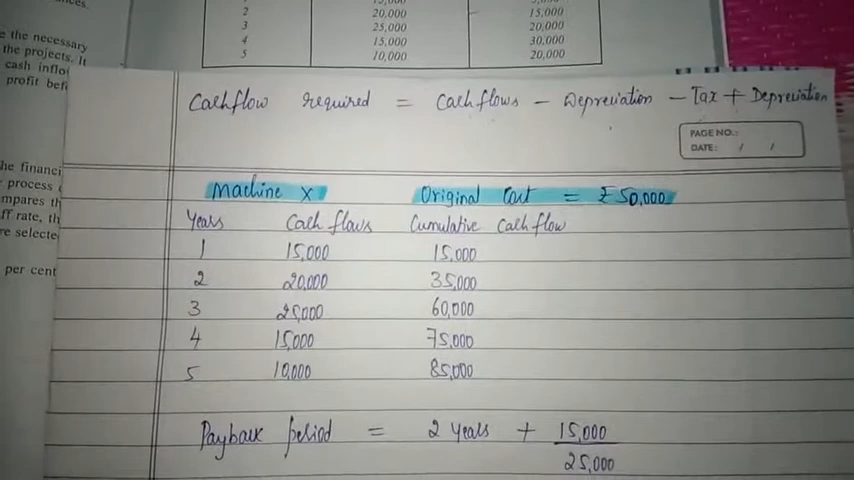 2 20,000 15,000
3 25,000 20,000
4 15,000 30,000
5 10,000 20,000
e the necessary
the projects. It
cash inflo
profit bef
he financi
process
mpares th
ff rate, th
re selecte
per cent
Cashflow required = Cashflows - Depreciation - Tax + Depreciation
PAGE NO.:
DATE: / /
Machine X Original Cost = ₹50,000
Years Cash flows Cumulative Cashflow
1 15,000 15,000
2 20,000 35,000
3 25,000 60,000
4 15,000 75,000
5 10,000 85,000
Payback period = 2 years + 15,000
25,000